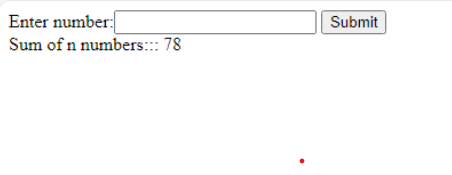 Enter number: Submit
Sum of n numbers::: 78